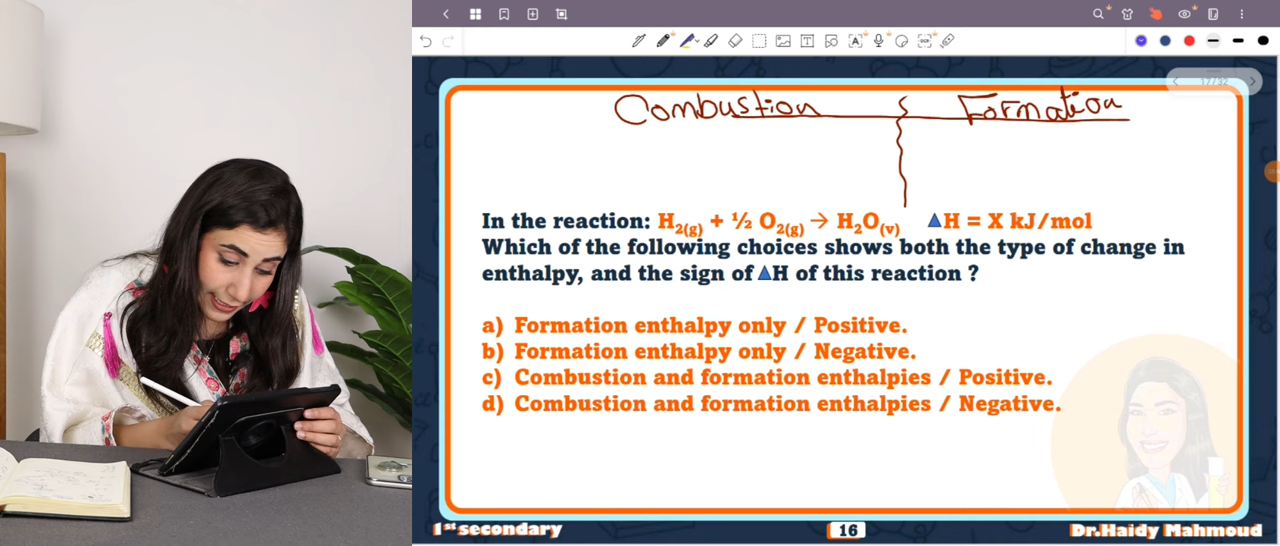 17/32
Combustion Formation
In the reaction: H₂(g) + ½ O₂(g) → H₂O(v) ▲H = X kJ/mol
Which of the following choices shows both the type of change in
enthalpy, and the sign of ▲H of this reaction ?
a) Formation enthalpy only / Positive.
b) Formation enthalpy only / Negative.
c) Combustion and formation enthalpies / Positive.
d) Combustion and formation enthalpies / Negative.
1st secondary 16 Dr.Haidy Mahmoud